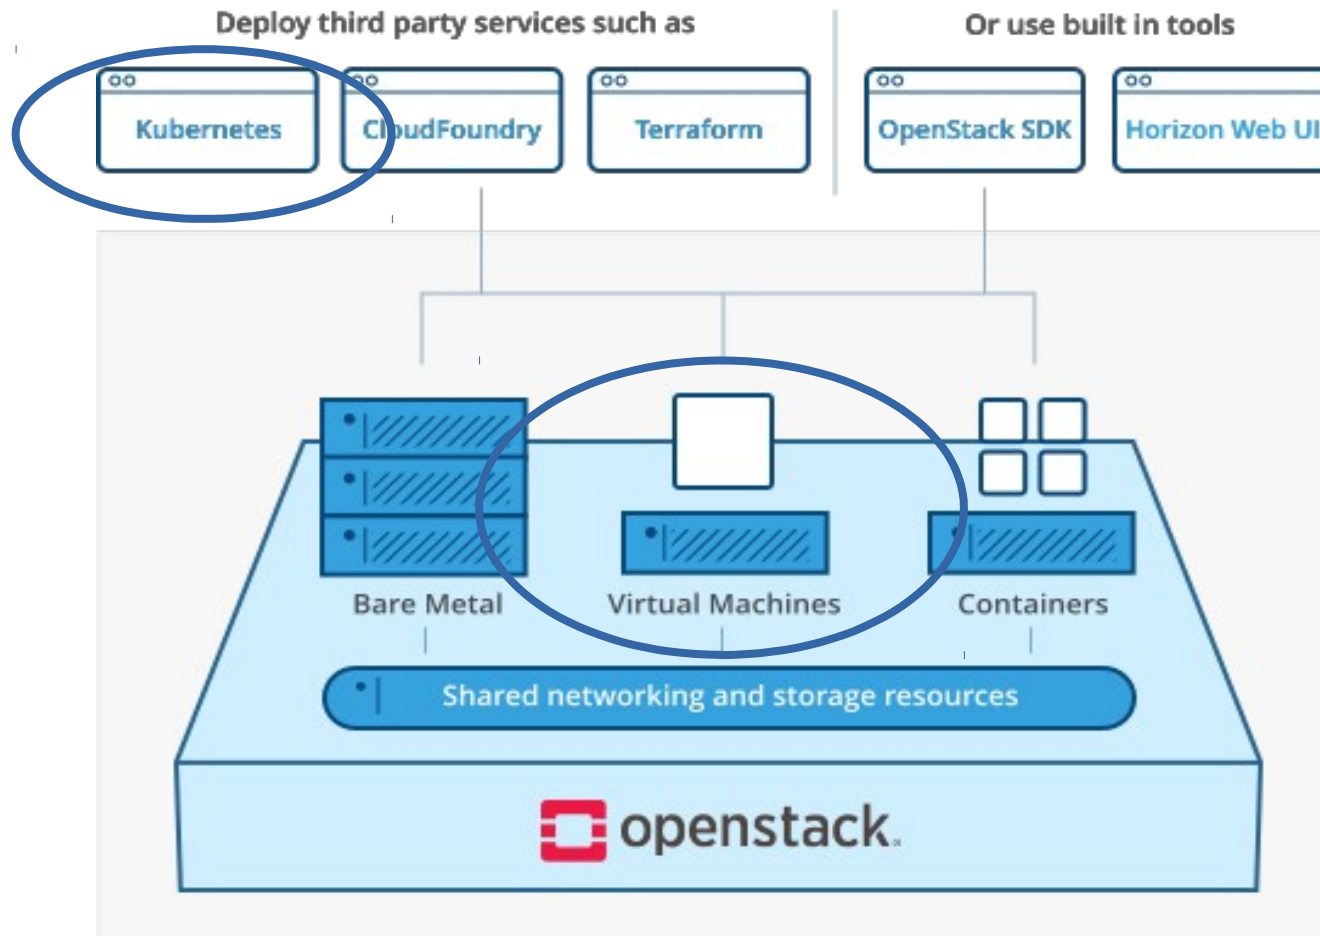 Deploy third party services such as
Or use built in tools
Kubernetes
CloudFoundry
Terraform
OpenStack SDK
Horizon Web UI
Bare Metal
Virtual Machines
Containers
Shared networking and storage resources
openstack